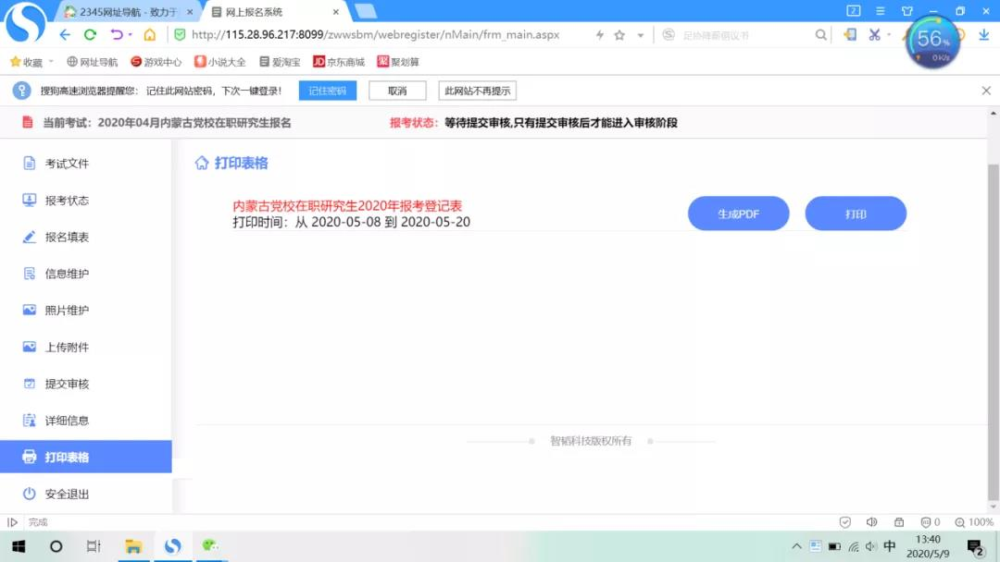 2345网址导航 - 致力于
网上报名系统
2
http://115.28.96.217:8099/zwwsbm/webregister/nMain/frm_main.aspx
56%
0K/s
收藏
网址导航
游戏中心
小说大全
爱淘宝
JD 京东商城
聚 聚划算
搜狗高速浏览器提醒您：记住此网站密码，下次一键登录！
记住密码
取消
此网站不再提示
当前考试：2020年04月内蒙古党校在职研究生报名
报考状态：等待提交审核,只有提交审核后才能进入审核阶段
考试文件
报考状态
报名填表
信息维护
照片维护
上传附件
提交审核
详细信息
打印表格
安全退出
打印表格
内蒙古党校在职研究生2020年报考登记表
打印时间：从 2020-05-08 到 2020-05-20
生成PDF
打印
智韬科技版权所有
完成
0
100%
中
13:40
2020/5/9
2